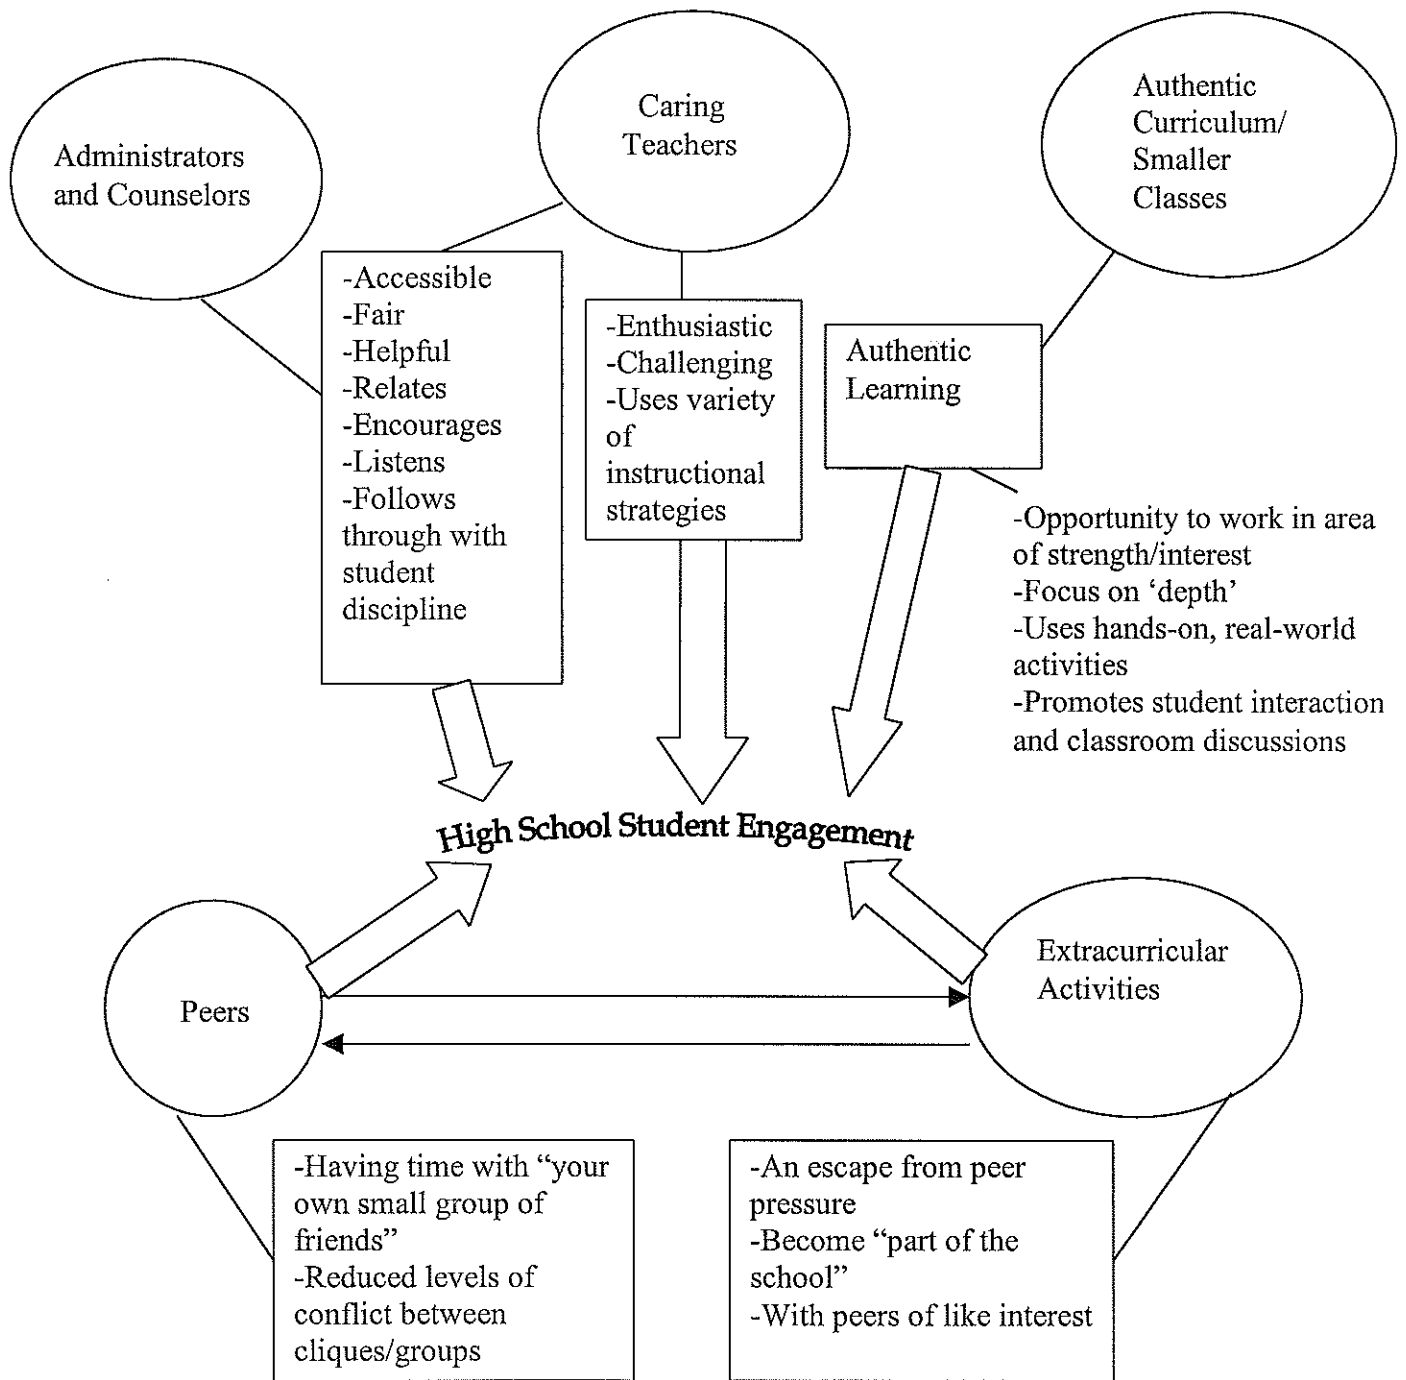 Administrators
and Counselors
Caring
Teachers
Authentic
Curriculum/
Smaller
Classes
-Accessible
-Fair
-Helpful
-Relates
-Encourages
-Listens
-Follows
through with
student
discipline
-Enthusiastic
-Challenging
-Uses variety
of
instructional
strategies
Authentic
Learning
-Opportunity to work in area
of strength/interest
-Focus on ‘depth’
-Uses hands-on, real-world
activities
-Promotes student interaction
and classroom discussions
High School Student Engagement
Peers
Extracurricular
Activities
-Having time with “your
own small group of
friends”
-Reduced levels of
conflict between
cliques/groups
-An escape from peer
pressure
-Become “part of the
school”
-With peers of like interest